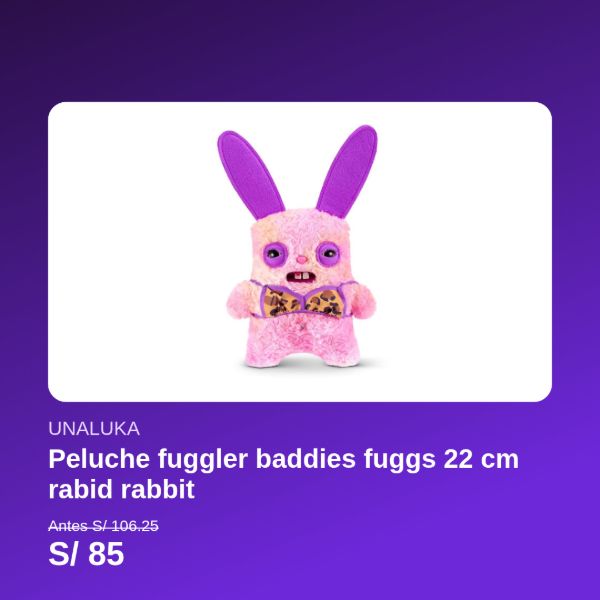 UNALUKA
Peluche fuggler baddies fuggs 22 cm
rabid rabbit
Antes S/ 106.25
S/ 85